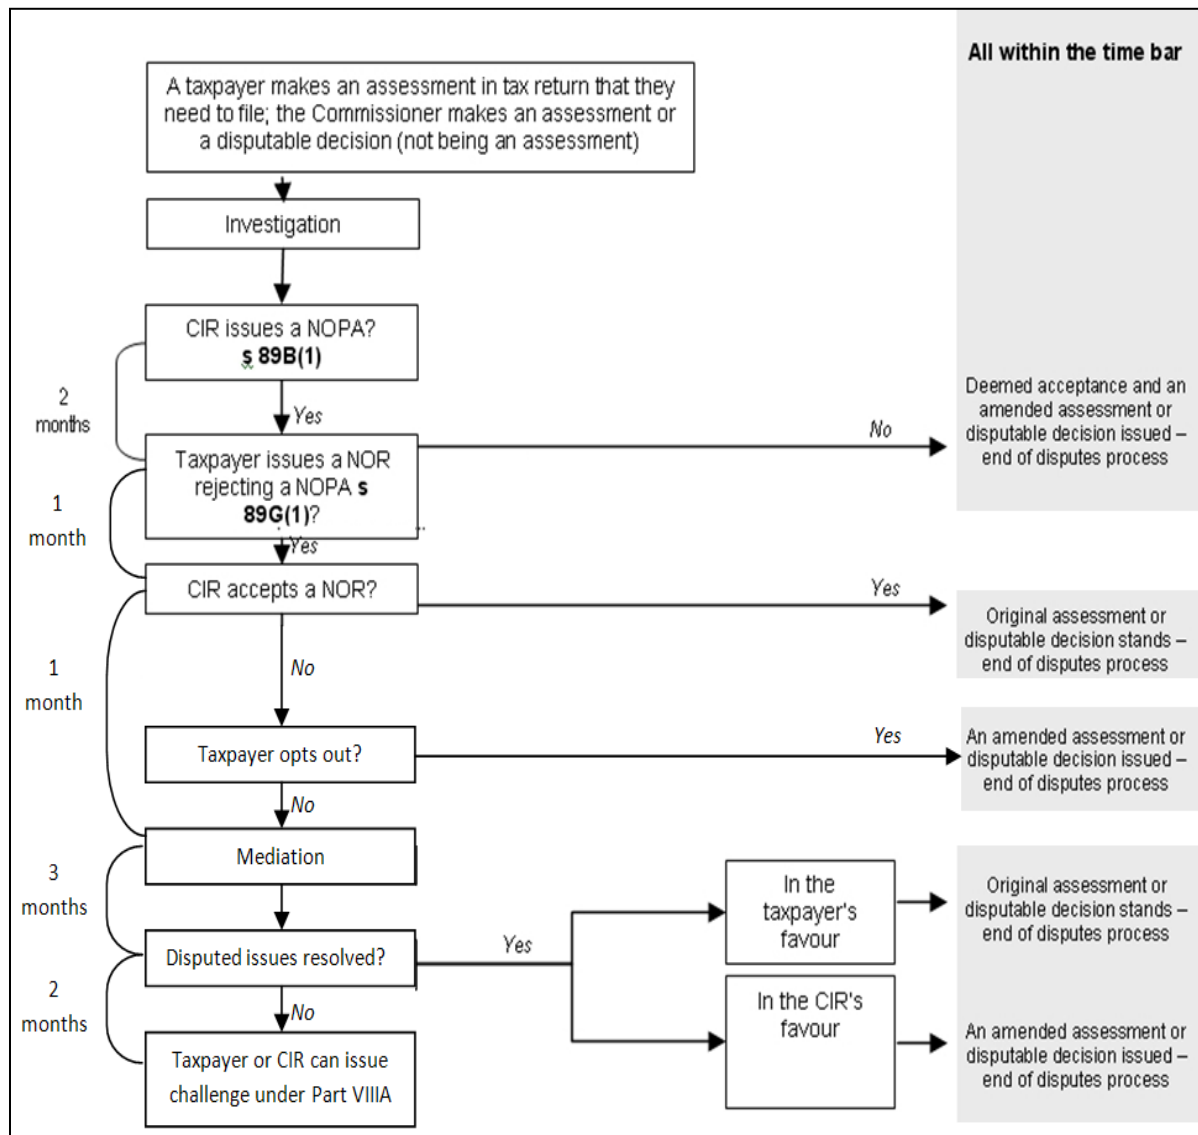 All within the time bar
A taxpayer makes an assessment in tax return that they
need to file; the Commissioner makes an assessment or
a disputable decision (not being an assessment)
Investigation
CIR issues a NOPA?
s 89B(1)
2
months
Yes
Taxpayer issues a NOR
rejecting a NOPA s
89G(1)?
No
Deemed acceptance and an
amended assessment or
disputable decision issued –
end of disputes process
1
month
Yes
CIR accepts a NOR?
Yes
Original assessment or
disputable decision stands –
end of disputes process
1
month
No
Taxpayer opts out?
Yes
An amended assessment or
disputable decision issued –
end of disputes process
No
Mediation
3
months
Disputed issues resolved?
Yes
In the
taxpayer's
favour
Original assessment or
disputable decision stands –
end of disputes process
In the CIR's
favour
An amended assessment or
disputable decision issued –
end of disputes process
2
months
No
Taxpayer or CIR can issue
challenge under Part VIIIA